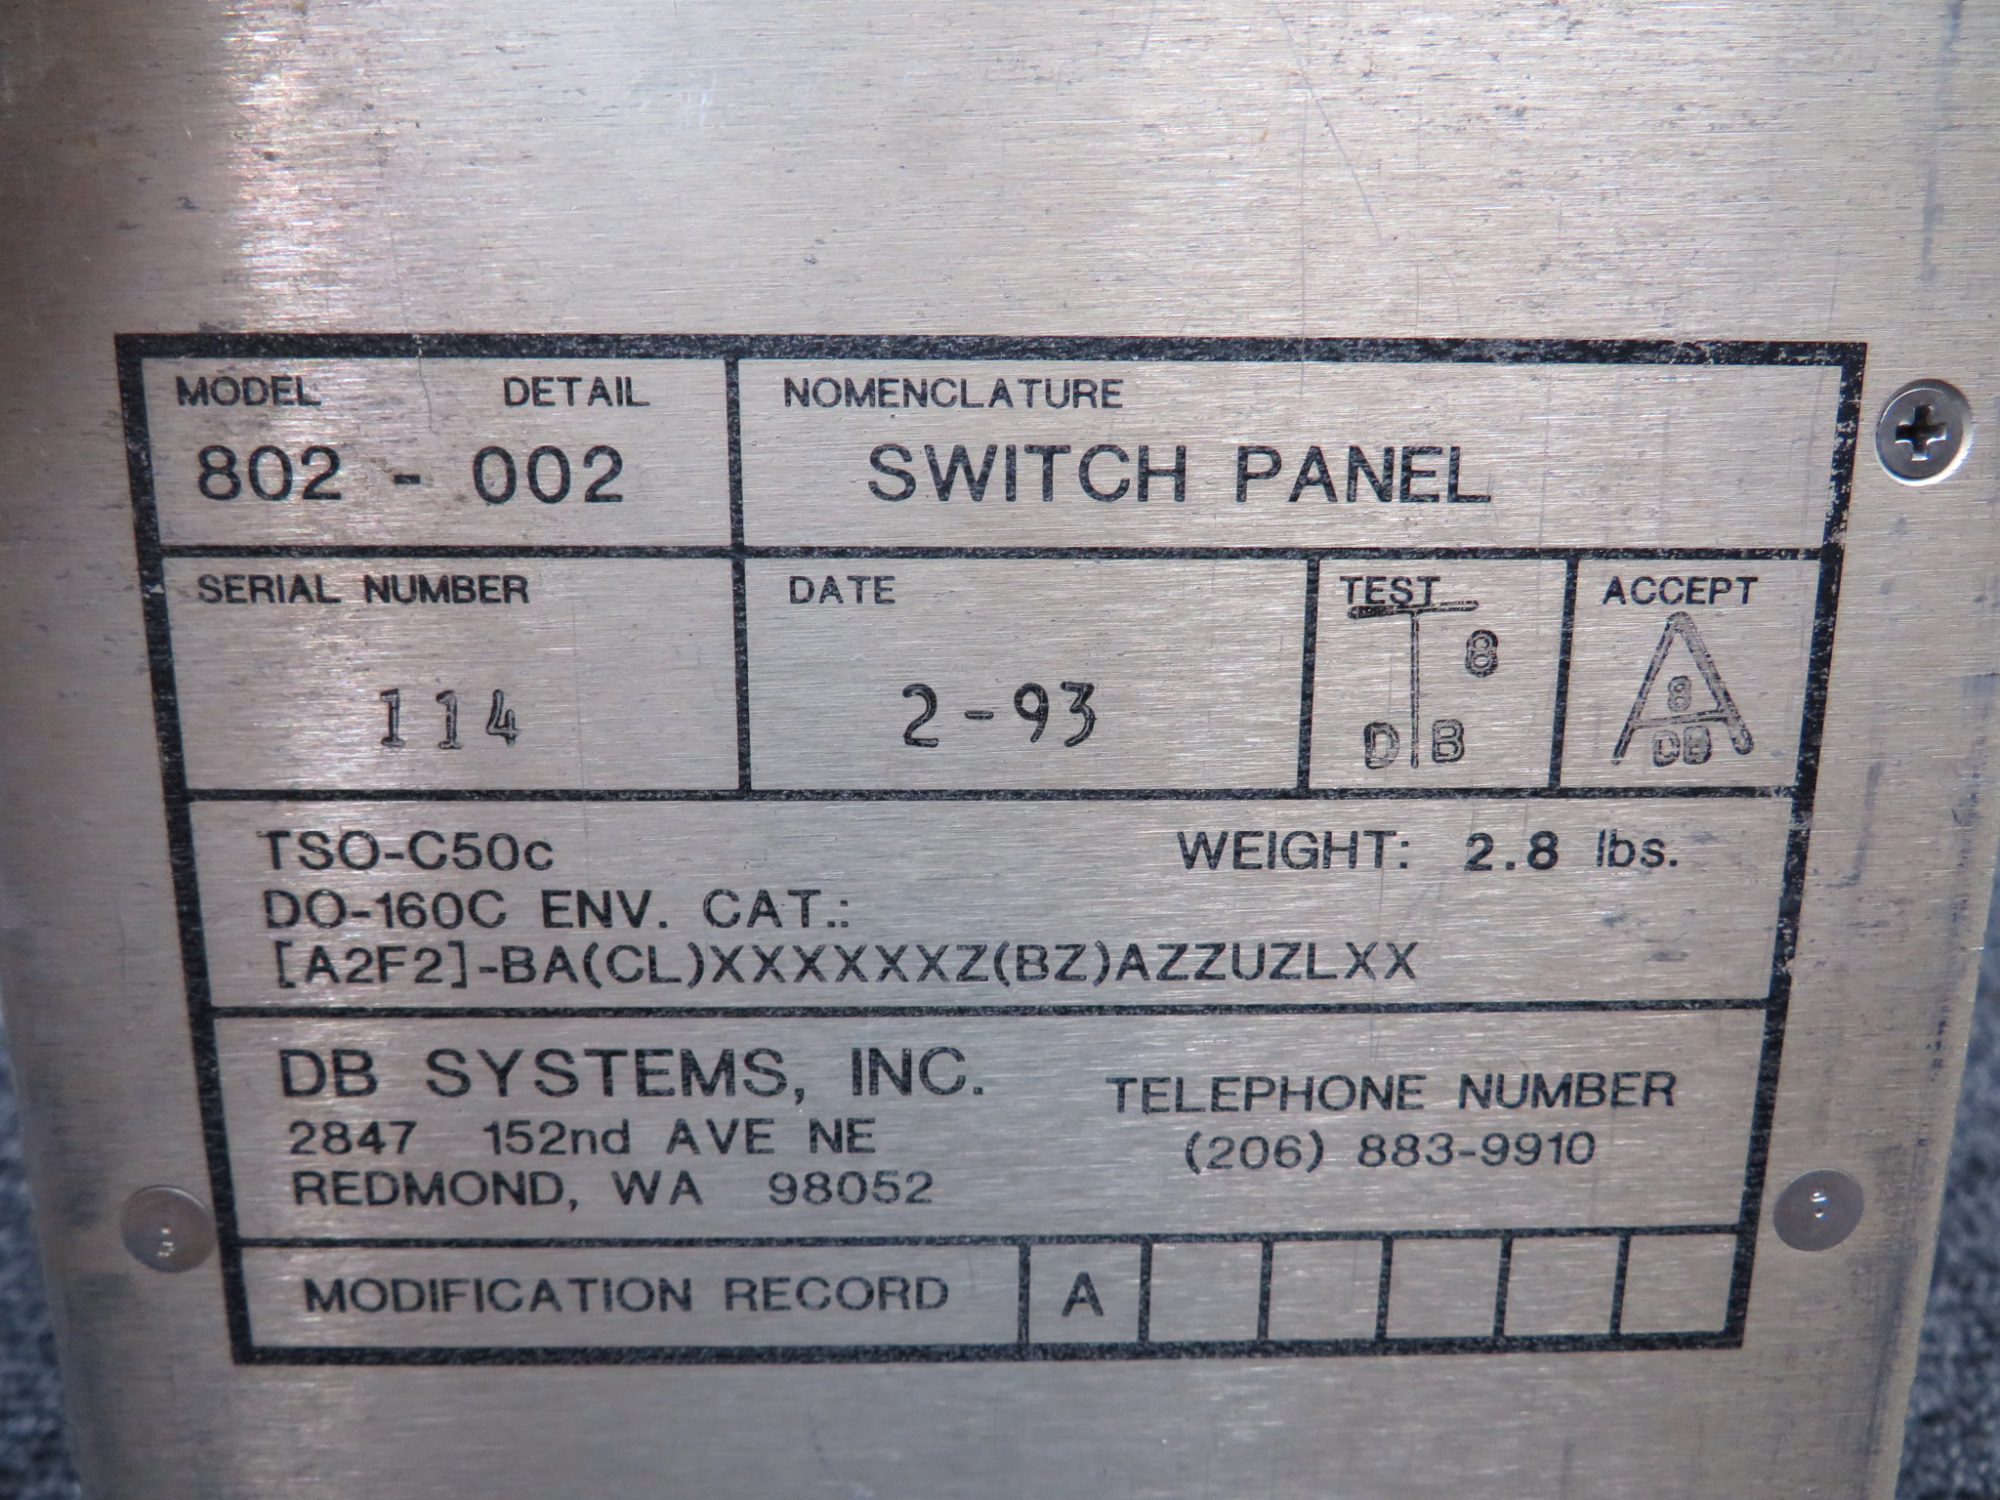 MODEL DETAIL NOMENCLATURE
802 - 002 SWITCH PANEL
SERIAL NUMBER DATE TEST ACCEPT
114 2-93 T 8 DB A 8 DB
TSO-C50c WEIGHT: 2.8 lbs.
DO-160C ENV. CAT.:
[A2F2]-BA(CL)XXXXXXZ(BZ)AZZUZLXX
DB SYSTEMS, INC.
2847 152nd AVE NE
REDMOND, WA 98052
TELEPHONE NUMBER
(206) 883-9910
MODIFICATION RECORD A